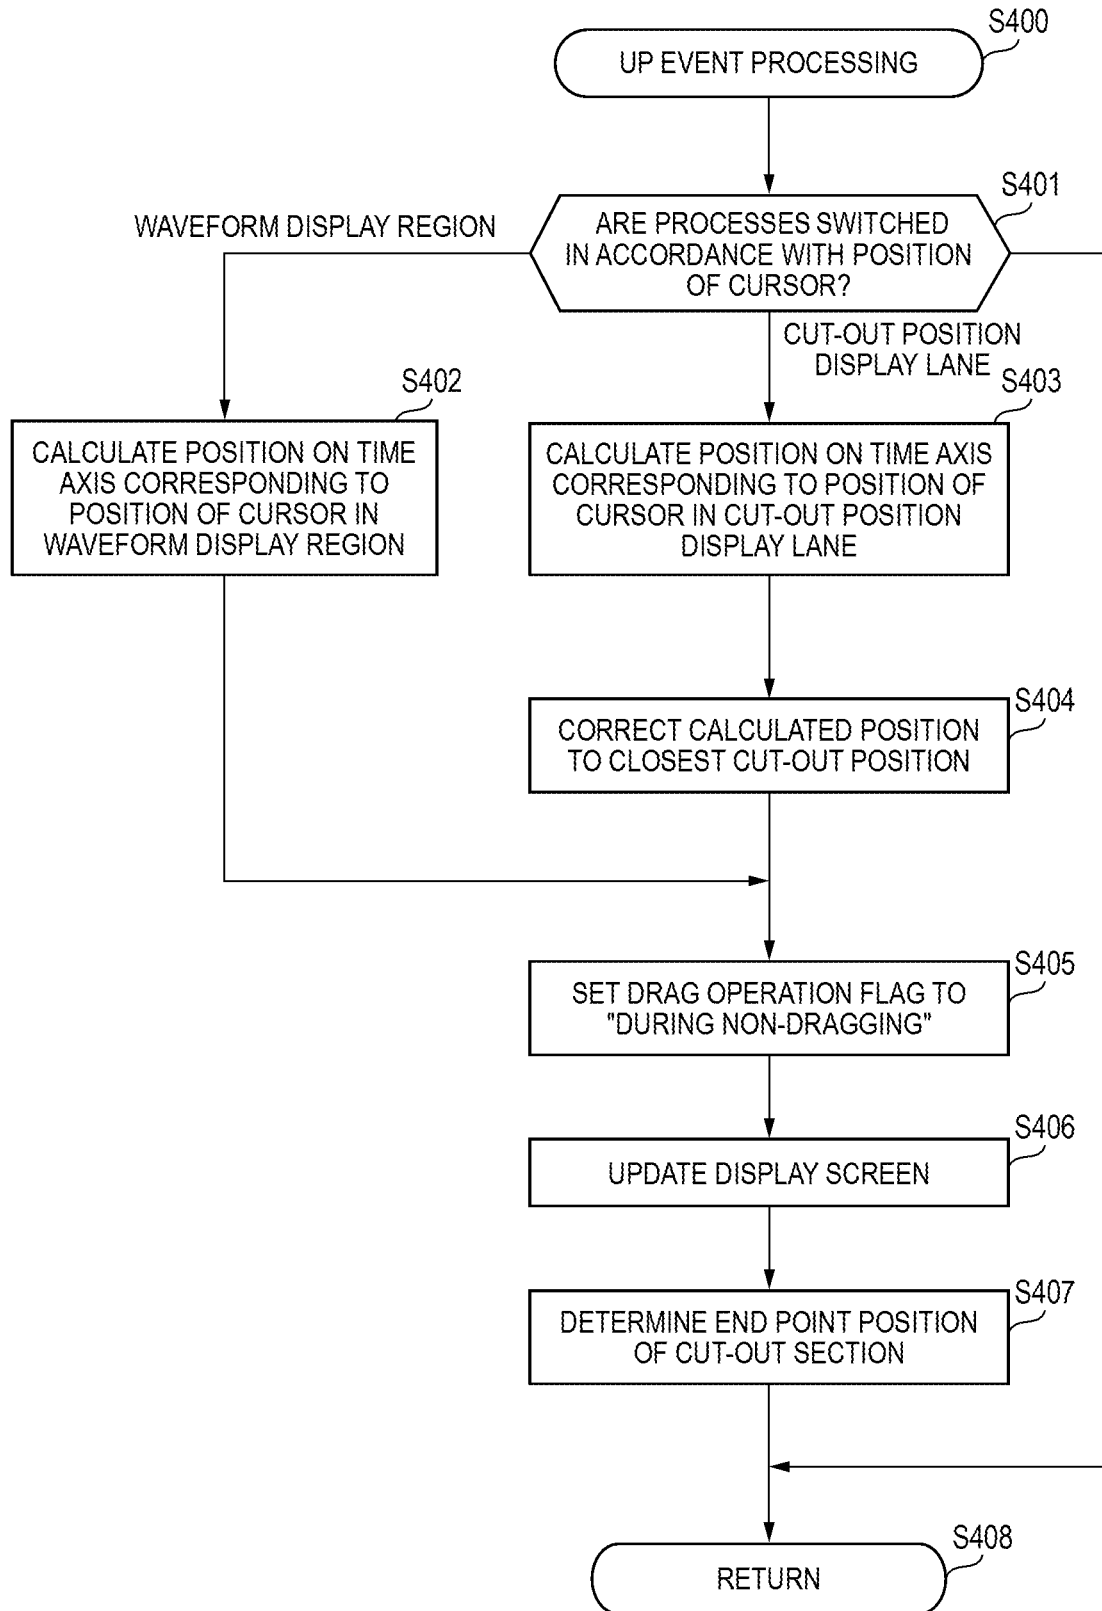 S400
UP EVENT PROCESSING
S401
ARE PROCESSES SWITCHED
IN ACCORDANCE WITH POSITION
OF CURSOR?
WAVEFORM DISPLAY REGION
CUT-OUT POSITION
DISPLAY LANE
S402
CALCULATE POSITION ON TIME
AXIS CORRESPONDING TO
POSITION OF CURSOR IN
WAVEFORM DISPLAY REGION
S403
CALCULATE POSITION ON TIME AXIS
CORRESPONDING TO POSITION OF
CURSOR IN CUT-OUT POSITION
DISPLAY LANE
S404
CORRECT CALCULATED POSITION
TO CLOSEST CUT-OUT POSITION
S405
SET DRAG OPERATION FLAG TO
"DURING NON-DRAGGING"
S406
UPDATE DISPLAY SCREEN
S407
DETERMINE END POINT POSITION
OF CUT-OUT SECTION
S408
RETURN